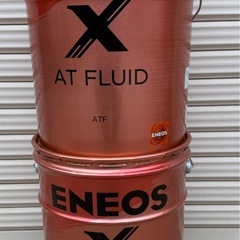 X
AT FLUID
ATF
ENEOS
ENEOS
X